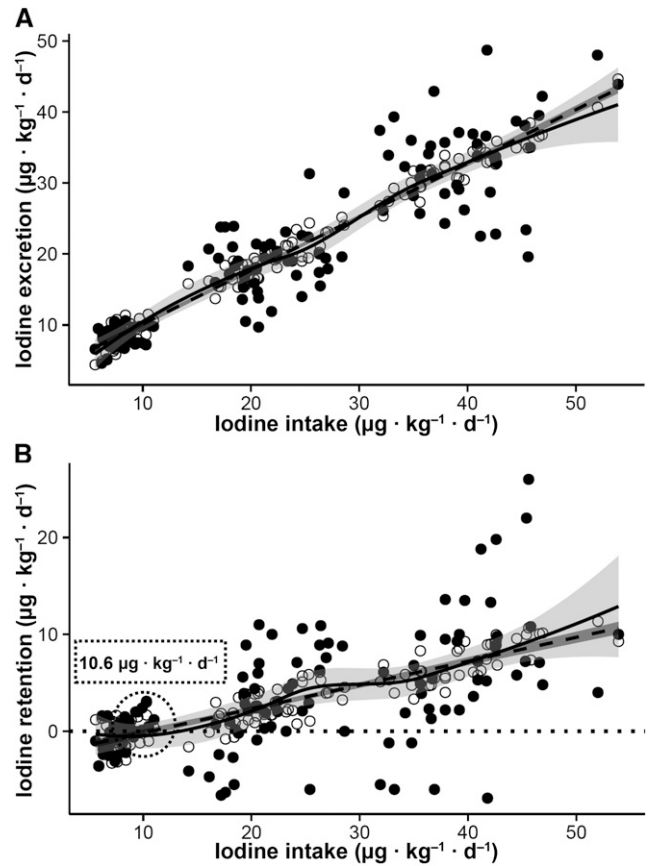 A
50
40
30
20
10
Iodine excretion (µg · kg⁻¹ · d⁻¹)
10
20
30
40
50
Iodine intake (µg · kg⁻¹ · d⁻¹)
B
20
10
0
Iodine retention (µg · kg⁻¹ · d⁻¹)
10.6 µg · kg⁻¹ · d⁻¹
10
20
30
40
50
Iodine intake (µg · kg⁻¹ · d⁻¹)